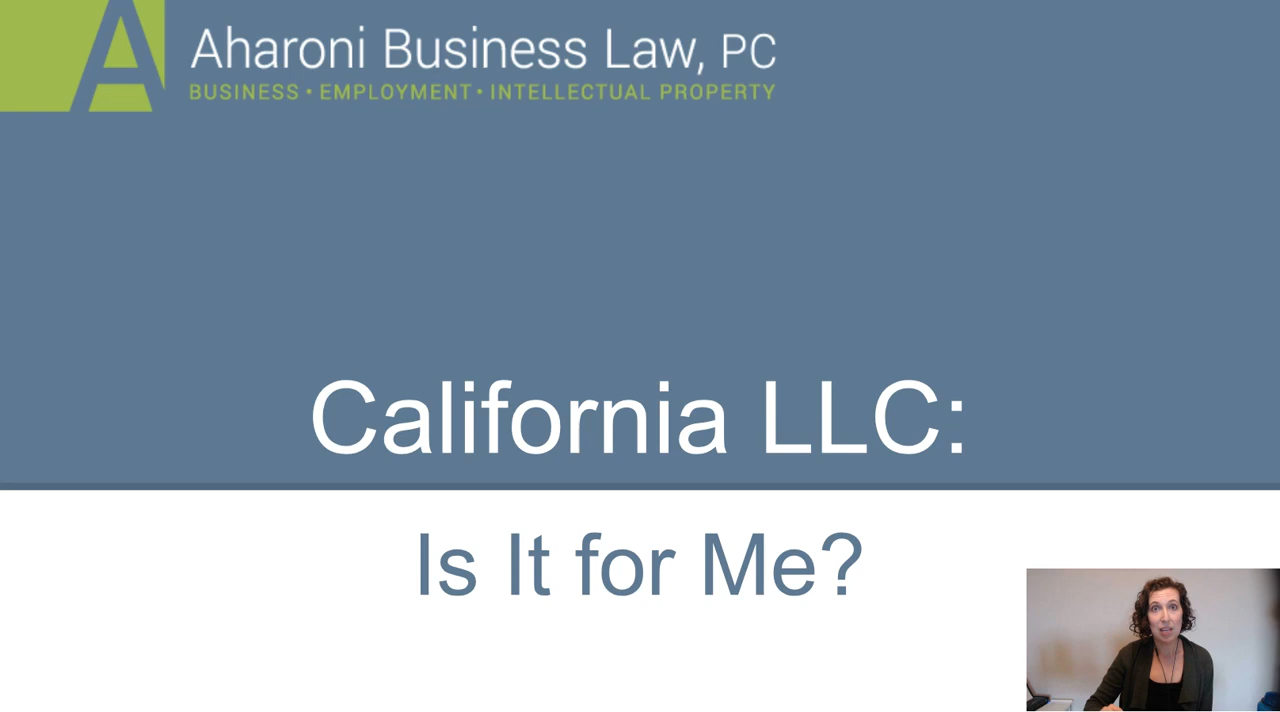 Aharoni Business Law, PC
BUSINESS • EMPLOYMENT • INTELLECTUAL PROPERTY
California LLC:
Is It for Me?